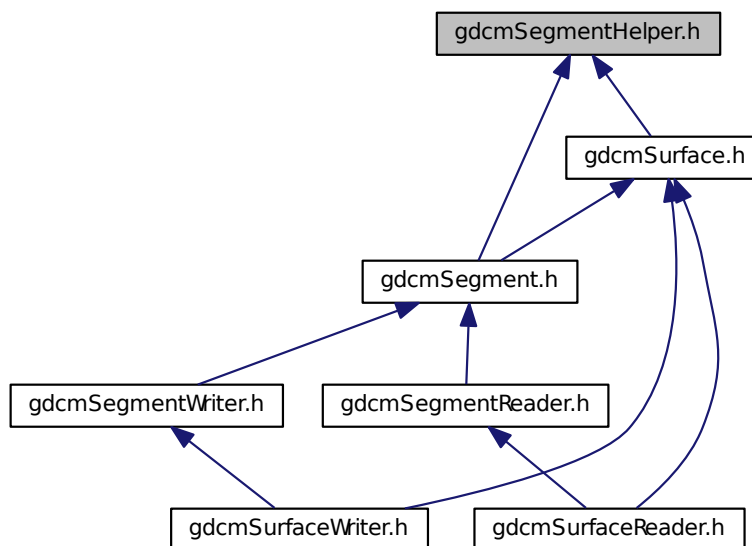 gdcmSegmentHelper.h
gdcmSurface.h
gdcmSegment.h
gdcmSegmentWriter.h
gdcmSegmentReader.h
gdcmSurfaceWriter.h
gdcmSurfaceReader.h